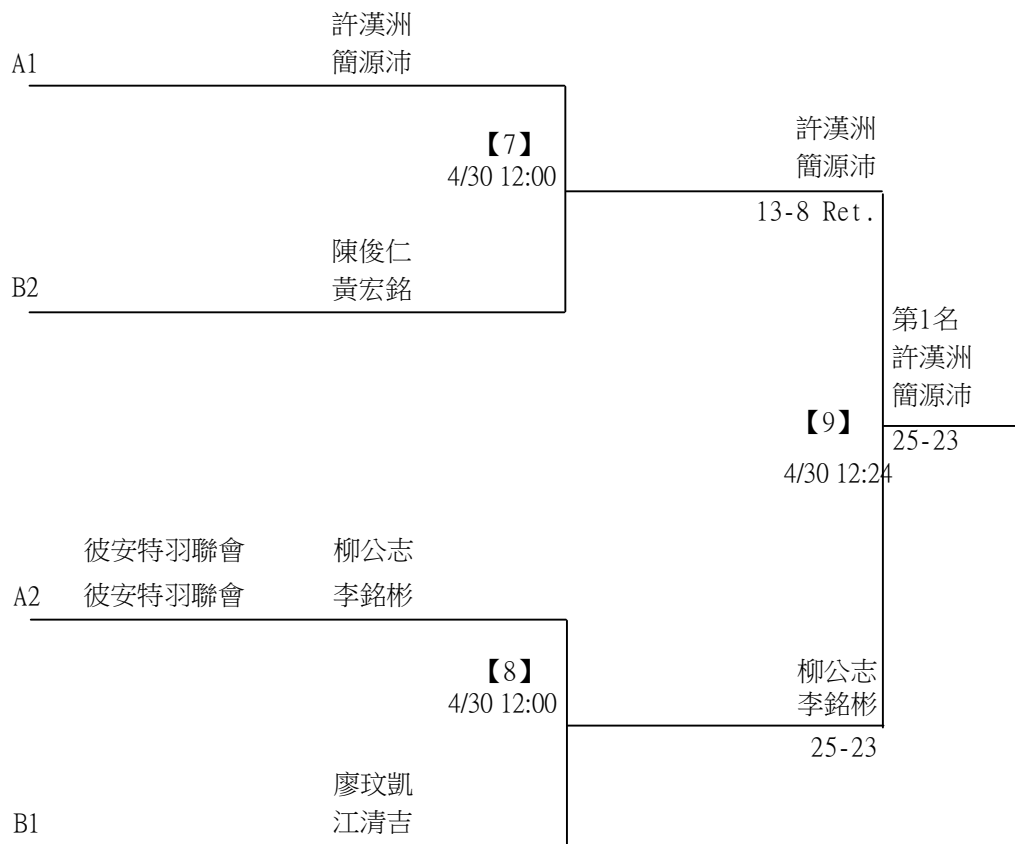 許漢洲
A1 簡源沛
【7】
4/30 12:00
許漢洲
簡源沛
13-8 Ret.
陳俊仁
B2 黃宏銘
第1名
許漢洲
簡源沛
【9】
25-23
4/30 12:24
彼安特羽聯會 柳公志
A2 彼安特羽聯會 李銘彬
【8】
4/30 12:00
柳公志
李銘彬
25-23
廖玟凱
B1 江清吉